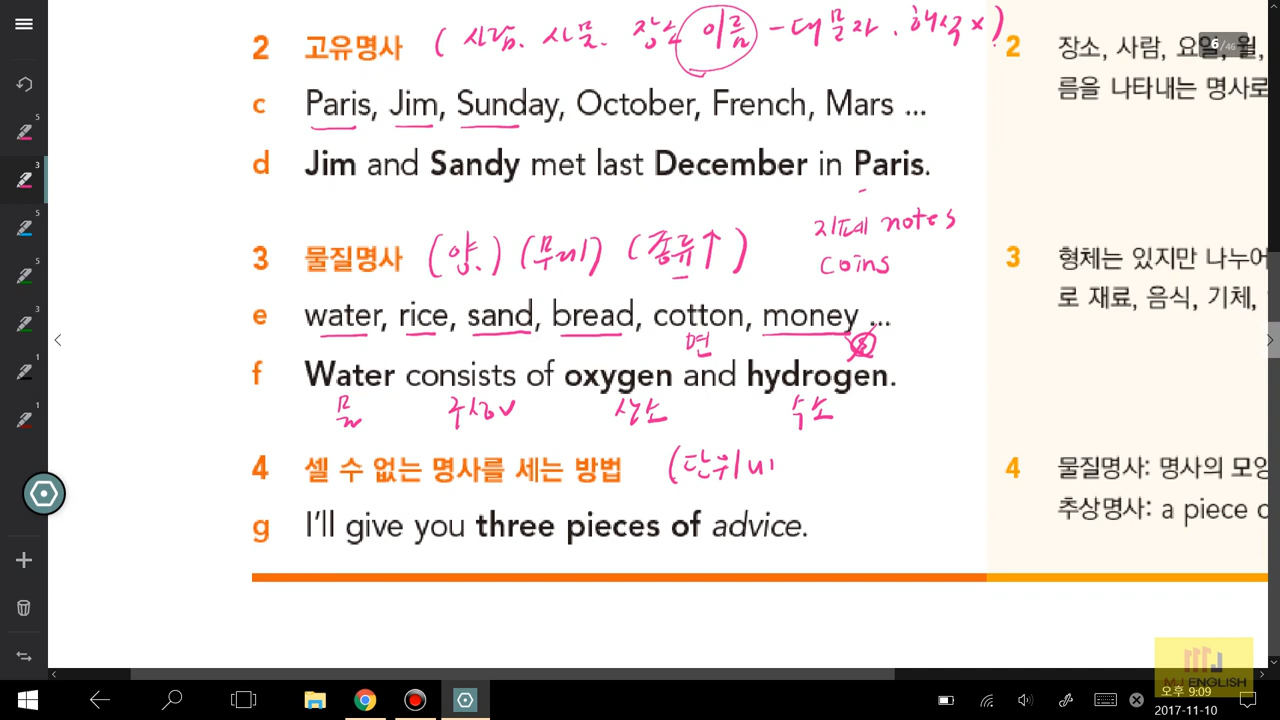 2 고유명사 (사람, 사물, 장소 이름 - 대문자, 해석 x)
2 장소, 사람, 요일, 월,
6/46
c Paris, Jim, Sunday, October, French, Mars ...
름을 나타내는 명사로
d Jim and Sandy met last December in Paris.
지폐 notes
coins
3 물질명사 (양) (무게) (종류↑)
3 형체는 있지만 나누어
e water, rice, sand, bread, cotton, money ...
로 재료, 음식, 기체,
면
f Water consists of oxygen and hydrogen.
물 구성 산소 수소
4 셀 수 없는 명사를 세는 방법 (단위
4 물질명사: 명사의 모양
추상명사: a piece o
g I'll give you three pieces of advice.
MJ ENGLISH
오후 9:09
2017-11-10